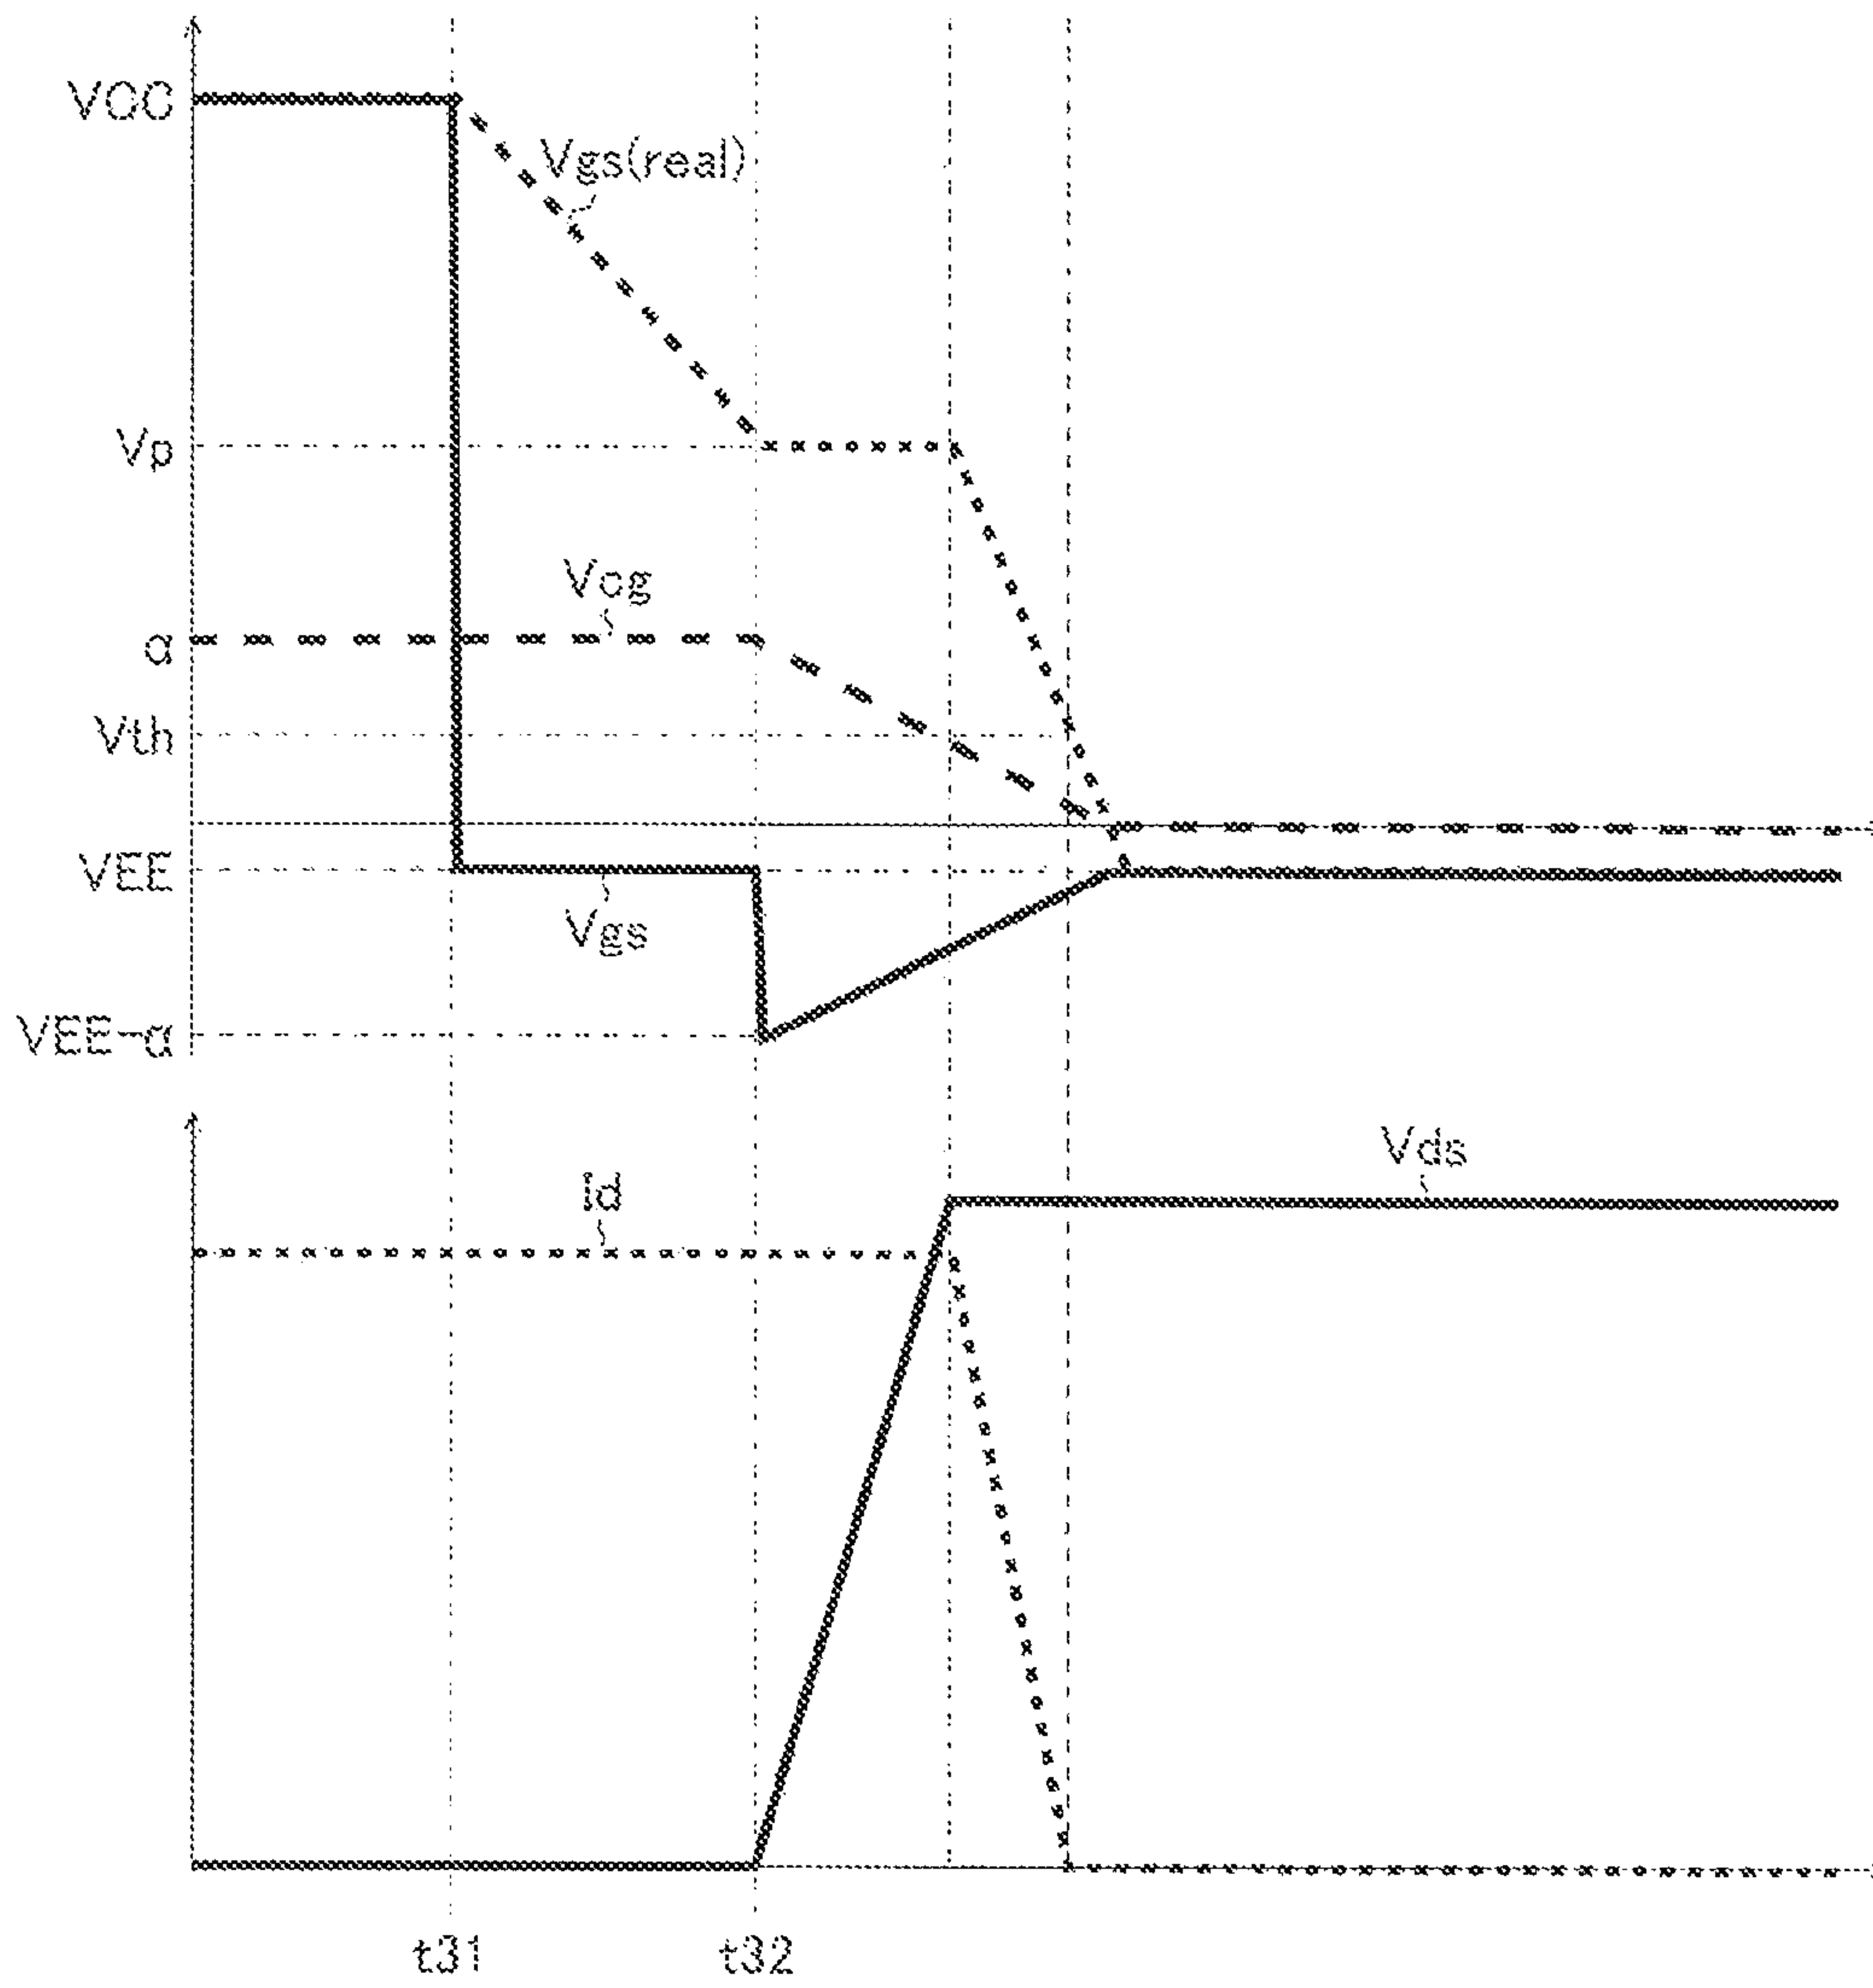 VCC
Vgs(real)
Vp
Vcg
α
Vth
VEE
Vgs
VEE-α
Vds
Id
t31 t32